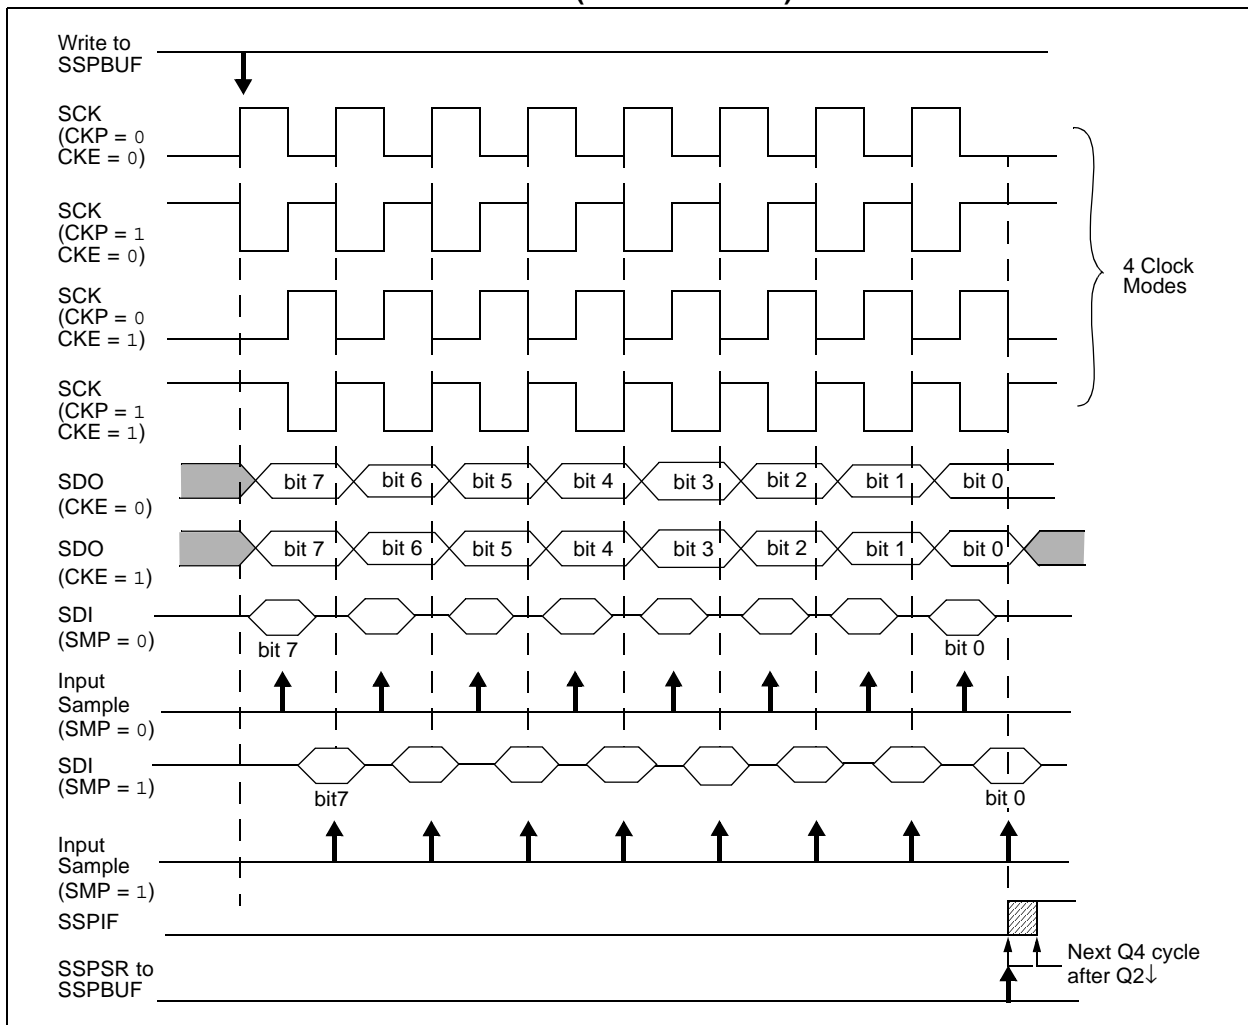 Write to
SSPBUF
SCK
(CKP = 0
CKE = 0)
SCK
(CKP = 1
CKE = 0)
4 Clock
Modes
SCK
(CKP = 0
CKE = 1)
SCK
(CKP = 1
CKE = 1)
SDO
(CKE = 0)
bit 7 bit 6 bit 5 bit 4 bit 3 bit 2 bit 1 bit 0
SDO
(CKE = 1)
bit 7 bit 6 bit 5 bit 4 bit 3 bit 2 bit 1 bit 0
SDI
(SMP = 0)
bit 7 bit 0
Input
Sample
(SMP = 0)
SDI
(SMP = 1)
bit7 bit 0
Input
Sample
(SMP = 1)
SSPIF
SSPSR to
SSPBUF
Next Q4 cycle
after Q2↓